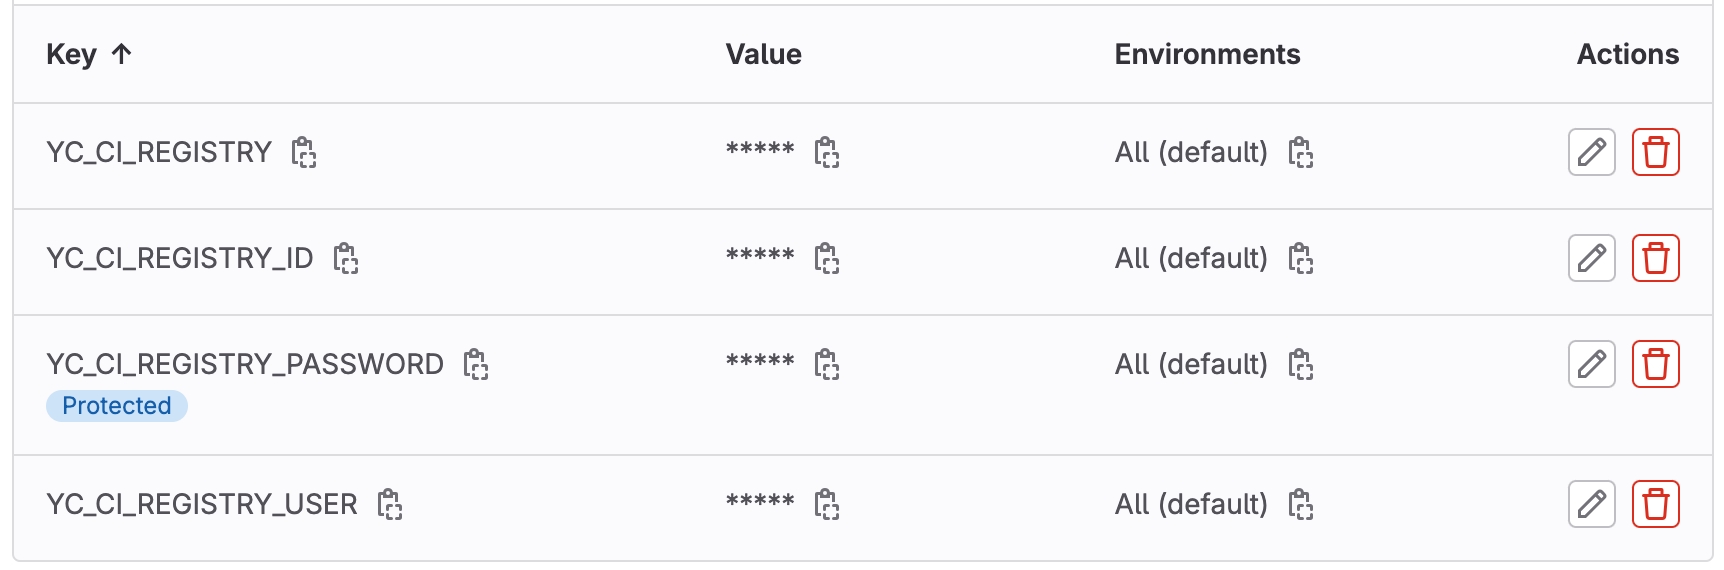 Key ↑ Value Environments Actions
YC_CI_REGISTRY ***** All (default)
YC_CI_REGISTRY_ID ***** All (default)
YC_CI_REGISTRY_PASSWORD ***** All (default)
Protected
YC_CI_REGISTRY_USER ***** All (default)